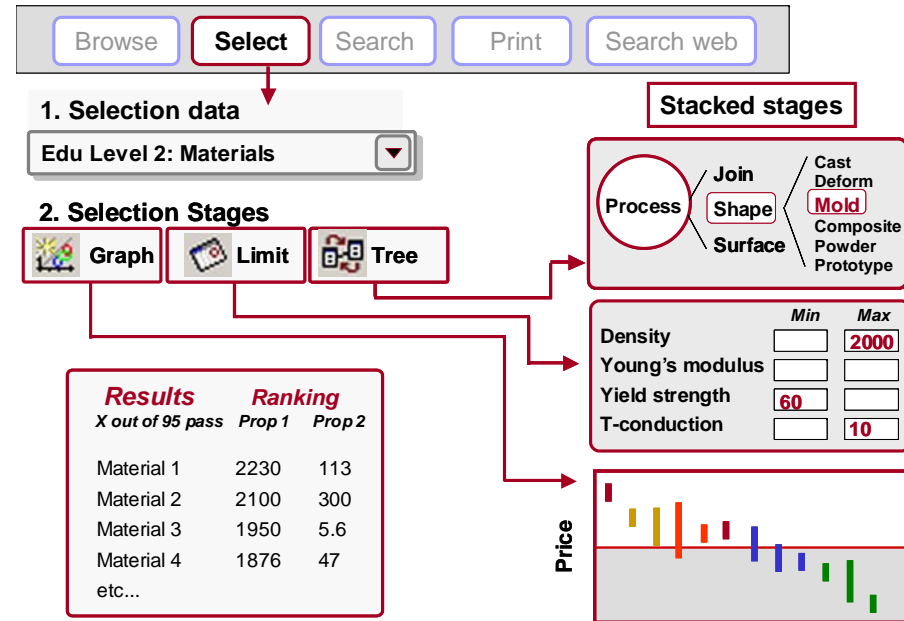 Browse Select Search Print Search web
1. Selection data
Edu Level 2: Materials
2. Selection Stages
Graph Limit Tree
Results Ranking
X out of 95 pass Prop 1 Prop 2
Material 1 2230 113
Material 2 2100 300
Material 3 1950 5.6
Material 4 1876 47
etc...
Stacked stages
Process
Join
Shape
Surface
Cast
Deform
Mold
Composite
Powder
Prototype
Min Max
Density 2000
Young's modulus
Yield strength 60
T-conduction 10
Price